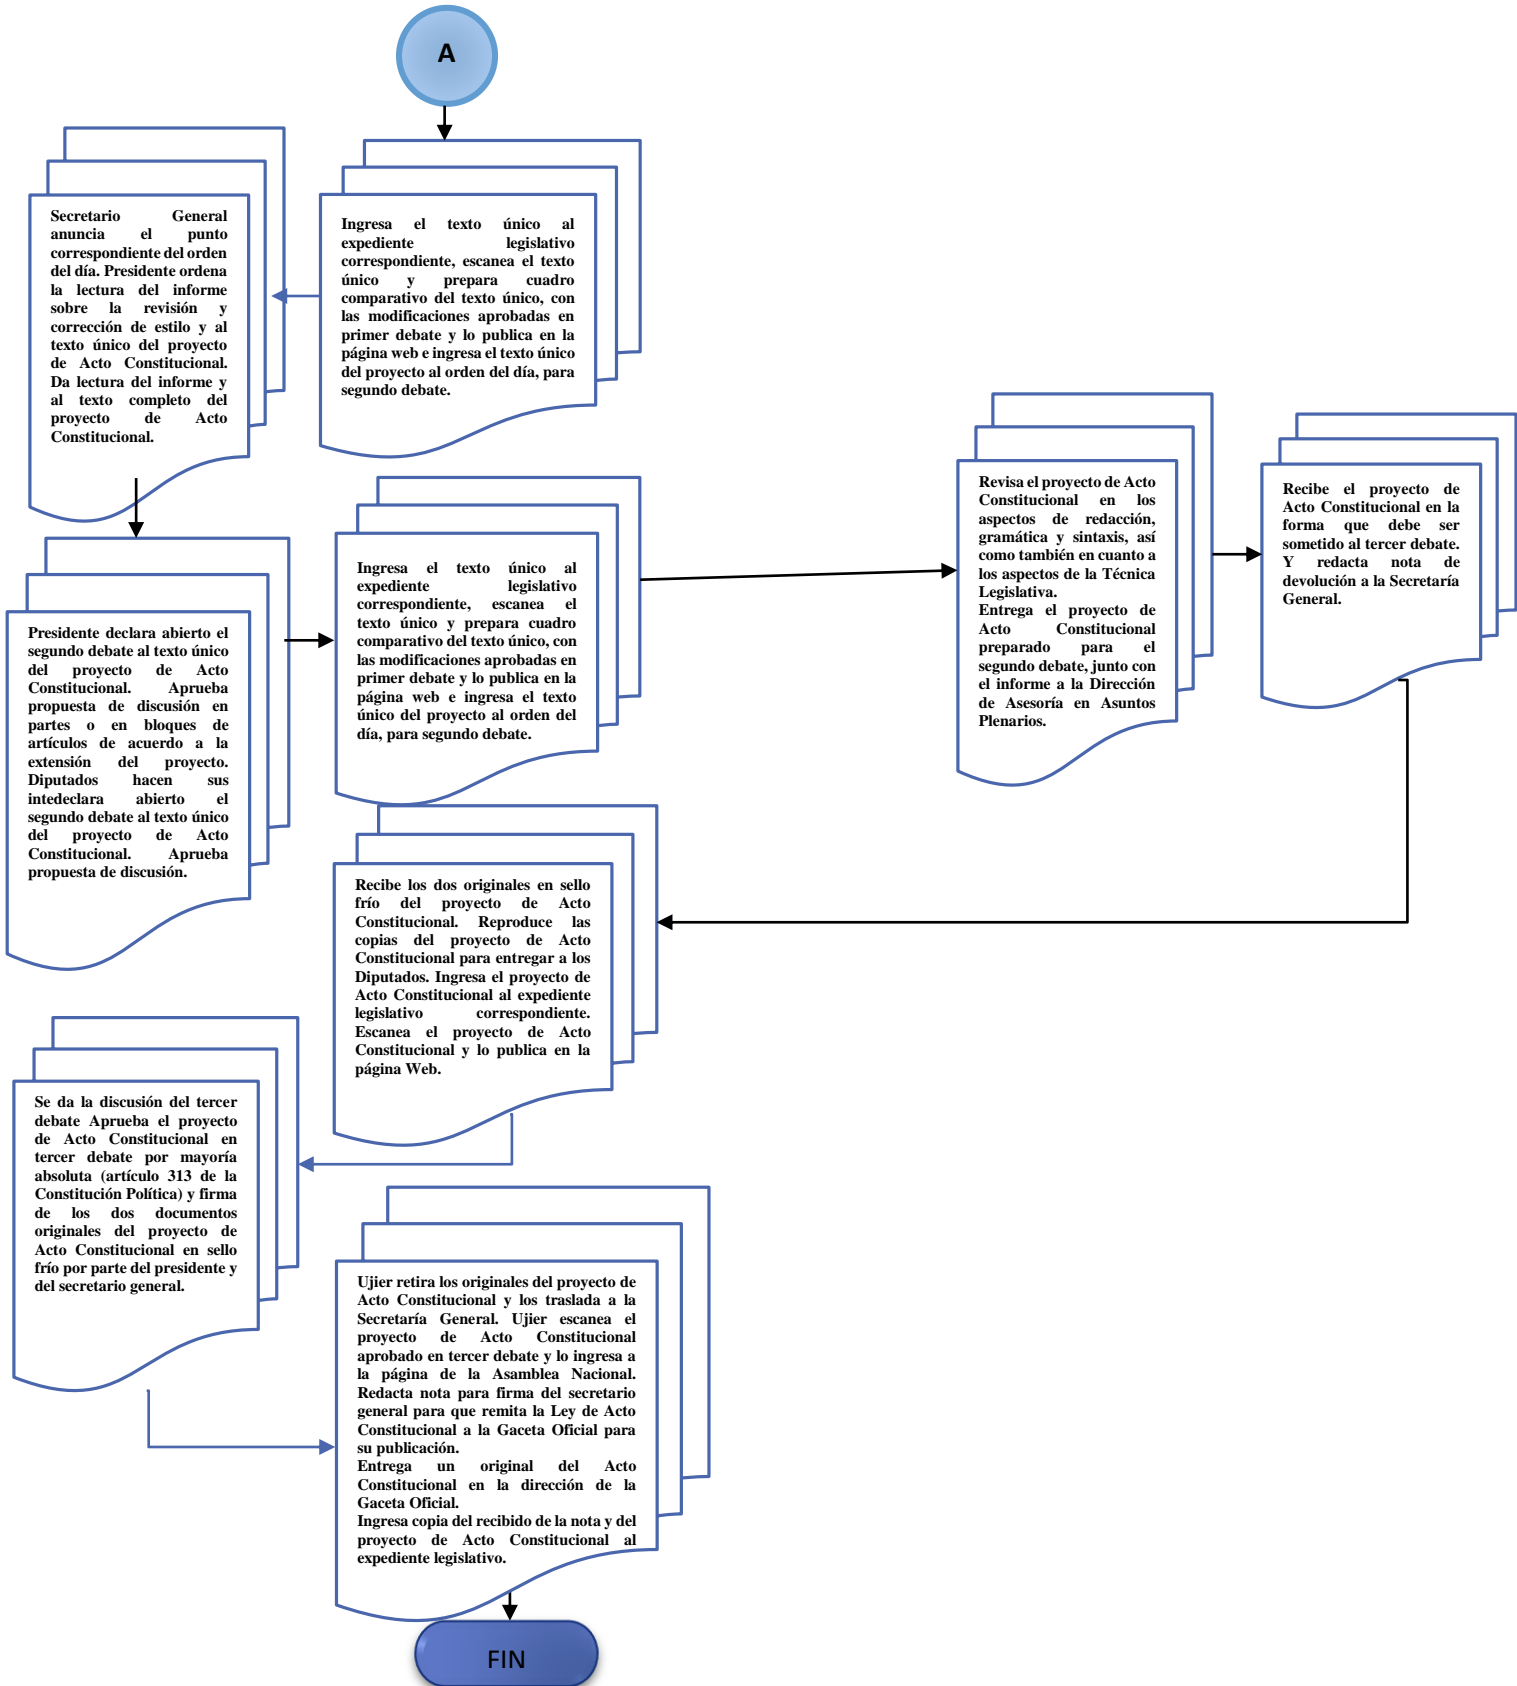 A
Secretario General
anuncia el punto
correspondiente del orden
del día. Presidente ordena
la lectura del informe
sobre la revisión y
corrección de estilo y al
texto único del proyecto
de Acto Constitucional.
Da lectura del informe y
al texto completo del
proyecto de Acto
Constitucional.
Ingresa el texto único al
expediente legislativo
correspondiente, escanea el texto
único y prepara cuadro
comparativo del texto único, con
las modificaciones aprobadas en
primer debate y lo publica en la
página web e ingresa el texto único
del proyecto al orden del día, para
segundo debate.
Presidente declara abierto el
segundo debate al texto único
del proyecto de Acto
Constitucional. Aprueba
propuesta de discusión en
partes o en bloques de
artículos de acuerdo a la
extensión del proyecto.
Diputados hacen sus
intedeclara abierto el
segundo debate al texto único
del proyecto de Acto
Constitucional. Aprueba
propuesta de discusión.
Ingresa el texto único al
expediente legislativo
correspondiente, escanea el
texto único y prepara cuadro
comparativo del texto único, con
las modificaciones aprobadas en
primer debate y lo publica en la
página web e ingresa el texto
único del proyecto al orden del
día, para segundo debate.
Revisa el proyecto de Acto
Constitucional en los
aspectos de redacción,
gramática y sintaxis, así
como también en cuanto a
los aspectos de la Técnica
Legislativa.
Entrega el proyecto de
Acto Constitucional
preparado para el
segundo debate, junto con
el informe a la Dirección
de Asesoría en Asuntos
Plenarios.
Recibe el proyecto de
Acto Constitucional en la
forma que debe ser
sometido al tercer debate.
Y redacta nota de
devolución a la Secretaría
General.
Recibe los dos originales en sello
frío del proyecto de Acto
Constitucional. Reproduce las
copias del proyecto de Acto
Constitucional para entregar a los
Diputados. Ingresa el proyecto de
Acto Constitucional al expediente
legislativo correspondiente.
Escanea el proyecto de Acto
Constitucional y lo publica en la
página Web.
Se da la discusión del tercer
debate Aprueba el proyecto
de Acto Constitucional en
tercer debate por mayoría
absoluta (artículo 313 de la
Constitución Política) y firma
de los dos documentos
originales del proyecto de
Acto Constitucional en sello
frío por parte del presidente y
del secretario general.
Ujier retira los originales del proyecto de
Acto Constitucional y los traslada a la
Secretaría General. Ujier escanea el
proyecto de Acto Constitucional
aprobado en tercer debate y lo ingresa a
la página de la Asamblea Nacional.
Redacta nota para firma del secretario
general para que remita la Ley de Acto
Constitucional a la Gaceta Oficial para
su publicación.
Entrega un original del Acto
Constitucional en la dirección de la
Gaceta Oficial.
Ingresa copia del recibido de la nota y del
proyecto de Acto Constitucional al
expediente legislativo.
FIN